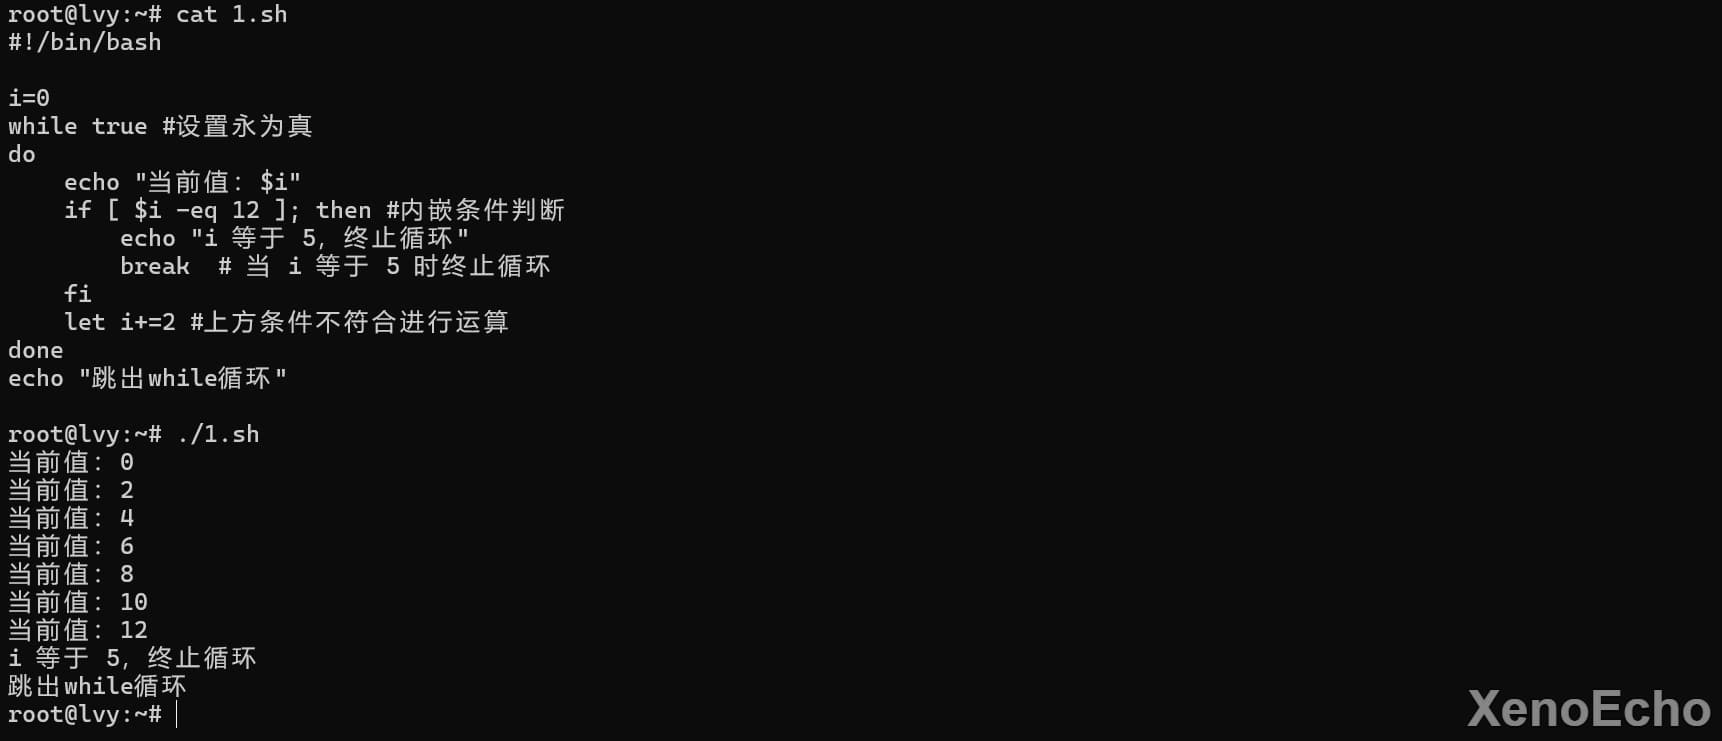 root@lvy:~# cat 1.sh
#!/bin/bash

i=0
while true #设置永为真
do
    echo "当前值: $i"
    if [ $i -eq 12 ]; then #内嵌条件判断
        echo "i 等于 5, 终止循环"
        break  # 当 i 等于 5 时终止循环
    fi
    let i+=2 #上方条件不符合进行运算
done
echo "跳出while循环"

root@lvy:~# ./1.sh
当前值: 0
当前值: 2
当前值: 4
当前值: 6
当前值: 8
当前值: 10
当前值: 12
i 等于 5, 终止循环
跳出while循环
root@lvy:~#
XenoEcho